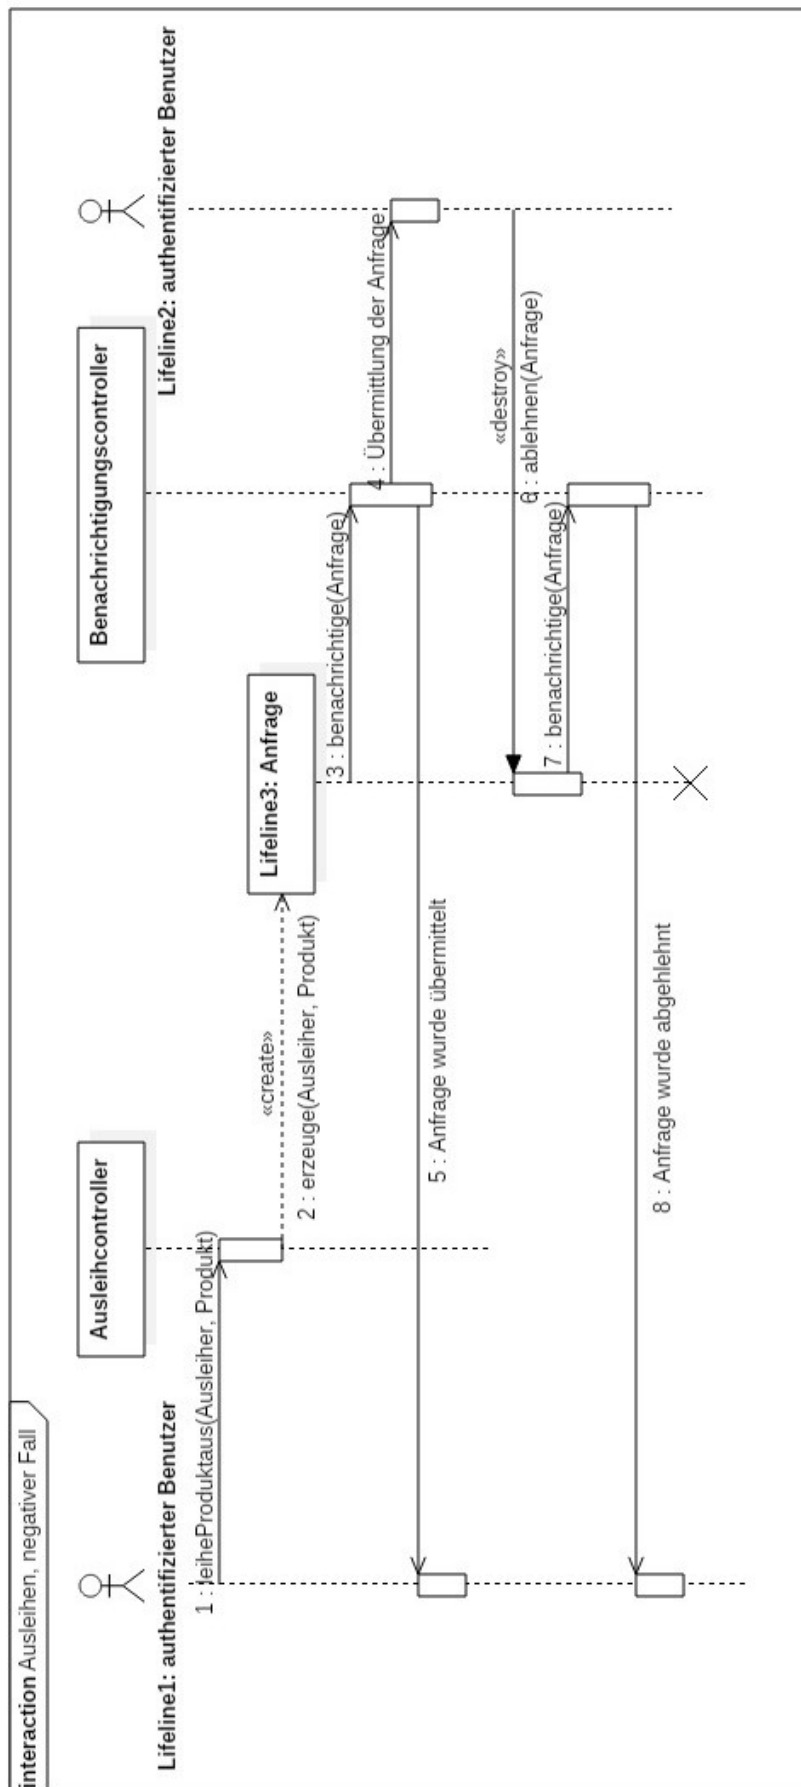 interaction Ausleihen, negativer Fall
Lifeline1: authentifizierter Benutzer
Ausleihcontroller
Benachrichtigungscontroller
Lifeline2: authentifizierter Benutzer
1 : leiheProduktaus(Ausleiher, Produkt)
«create»
2 : erzeuge(Ausleiher, Produkt)
Lifeline3: Anfrage
3 : benachrichtige(Anfrage)
4 : Übermittlung der Anfrage
5 : Anfrage wurde übermittelt
«destroy»
6 : ablehnen(Anfrage)
7 : benachrichtige(Anfrage)
8 : Anfrage wurde abgehlehnt